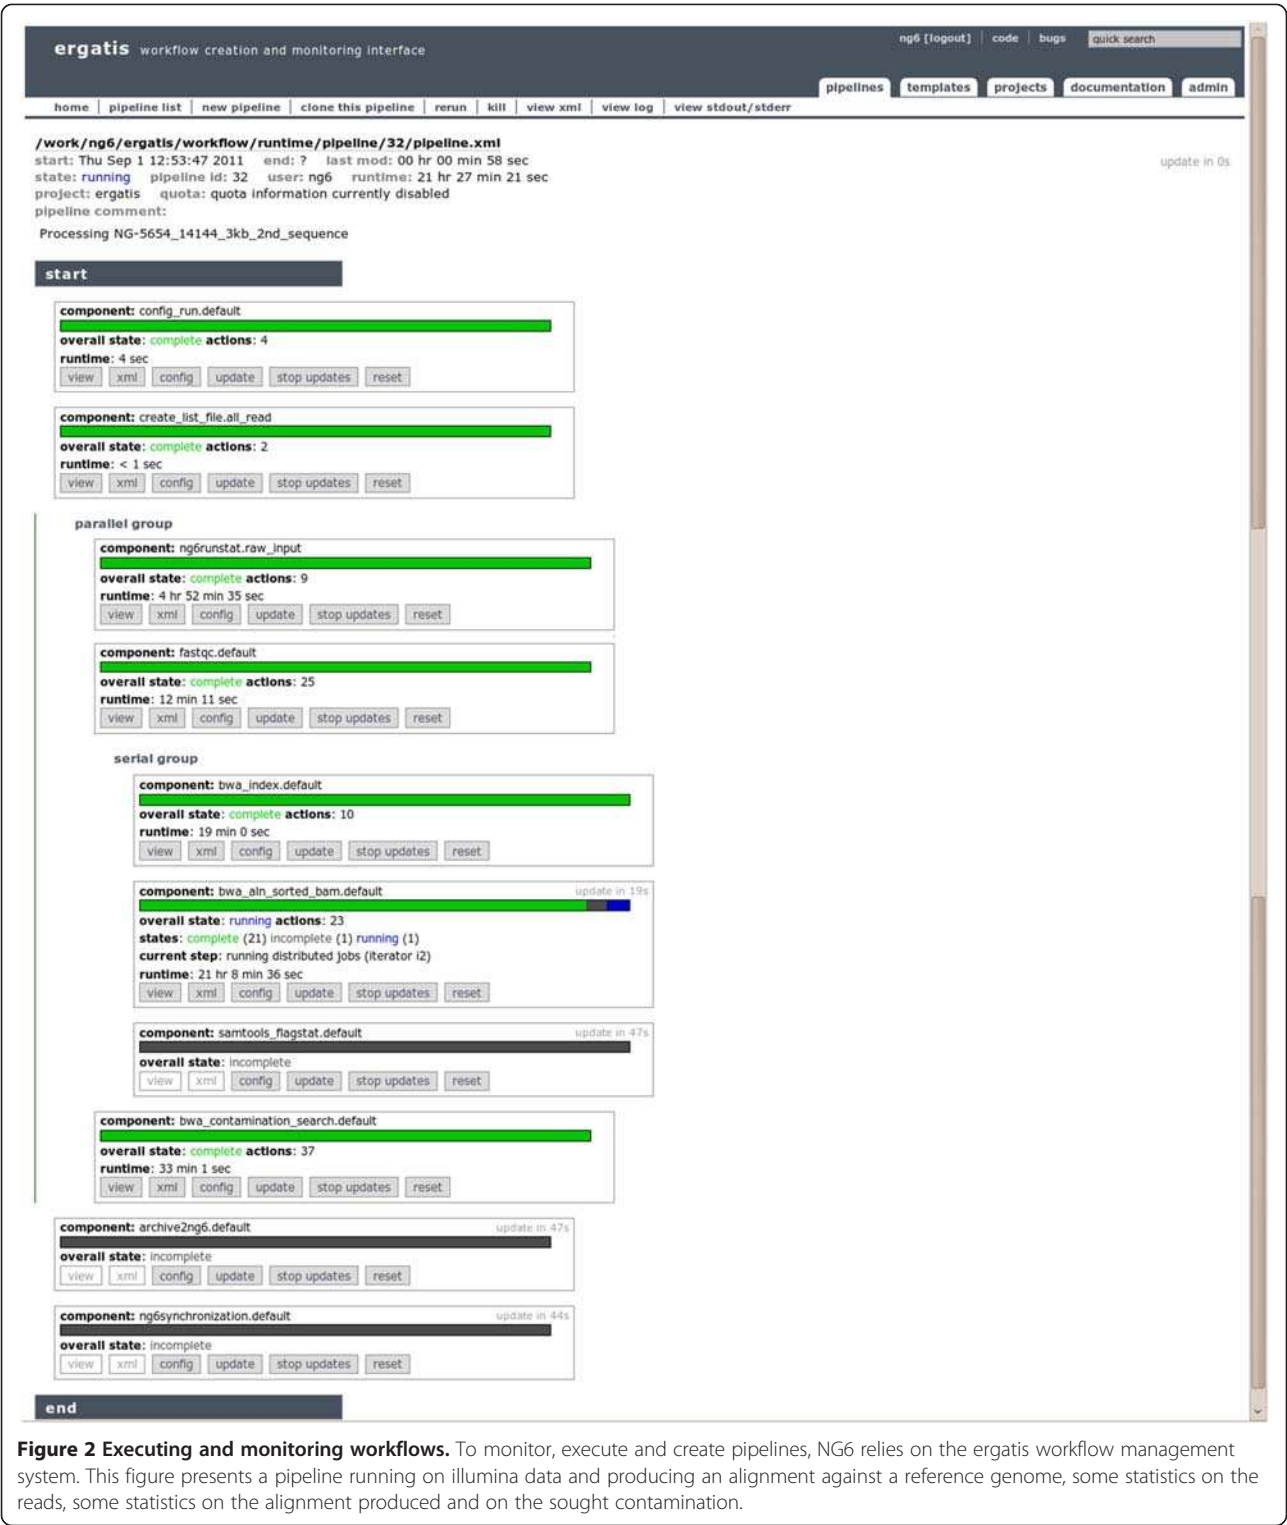 ergatis workflow creation and monitoring interface
ng6 [logout] | code | bugs quick search
pipelines templates projects documentation admin
home | pipeline list | new pipeline | clone this pipeline | rerun | kill | view xml | view log | view stdout/stderr
/work/ng6/ergatis/workflow/runtime/pipeline/32/pipeline.xml
start: Thu Sep 1 12:53:47 2011 end: ? last mod: 00 hr 00 min 58 sec
update in 0s
state: running pipeline id: 32 user: ng6 runtime: 21 hr 27 min 21 sec
project: ergatis quota: quota information currently disabled
pipeline comment:
Processing NG-5654_14144_3kb_2nd_sequence
start
component: config_run.default
overall state: complete actions: 4
runtime: 4 sec
view xml config update stop updates reset
component: create_list_file.all_read
overall state: complete actions: 2
runtime: < 1 sec
view xml config update stop updates reset
parallel group
component: ng6runstat.raw_input
overall state: complete actions: 9
runtime: 4 hr 52 min 35 sec
view xml config update stop updates reset
component: fastqc.default
overall state: complete actions: 25
runtime: 12 min 11 sec
view xml config update stop updates reset
serial group
component: bwa_index.default
overall state: complete actions: 10
runtime: 19 min 0 sec
view xml config update stop updates reset
component: bwa_aln_sorted_bam.default update in 19s
overall state: running actions: 23
states: complete (21) incomplete (1) running (1)
current step: running distributed jobs (iterator i2)
runtime: 21 hr 8 min 36 sec
view xml config update stop updates reset
component: samtools_flagstat.default update in 47s
overall state: incomplete
view xml config update stop updates reset
component: bwa_contamination_search.default
overall state: complete actions: 37
runtime: 33 min 1 sec
view xml config update stop updates reset
component: archive2ng6.default update in 47s
overall state: incomplete
view xml config update stop updates reset
component: ng6synchronization.default update in 44s
overall state: incomplete
view xml config update stop updates reset
end
Figure 2 Executing and monitoring workflows. To monitor, execute and create pipelines, NG6 relies on the ergatis workflow management
system. This figure presents a pipeline running on illumina data and producing an alignment against a reference genome, some statistics on the
reads, some statistics on the alignment produced and on the sought contamination.